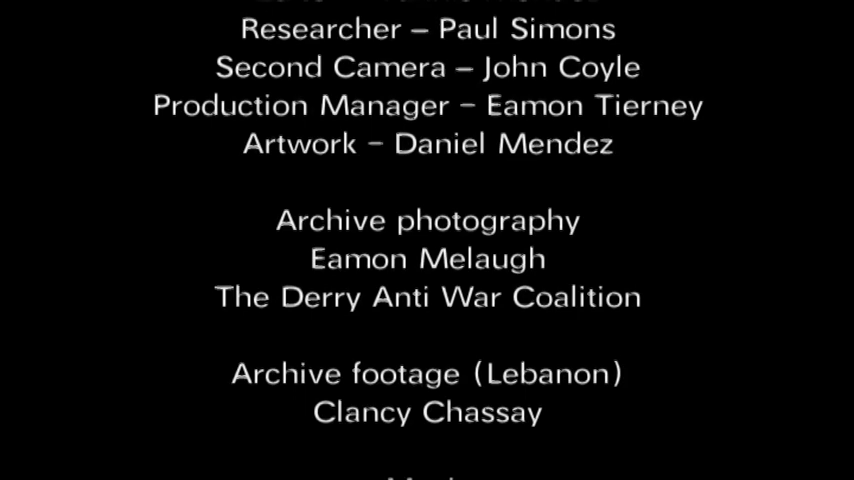 Researcher – Paul Simons
Second Camera – John Coyle
Production Manager – Eamon Tierney
Artwork – Daniel Mendez
Archive photography
Eamon Melaugh
The Derry Anti War Coalition
Archive footage (Lebanon)
Clancy Chassay